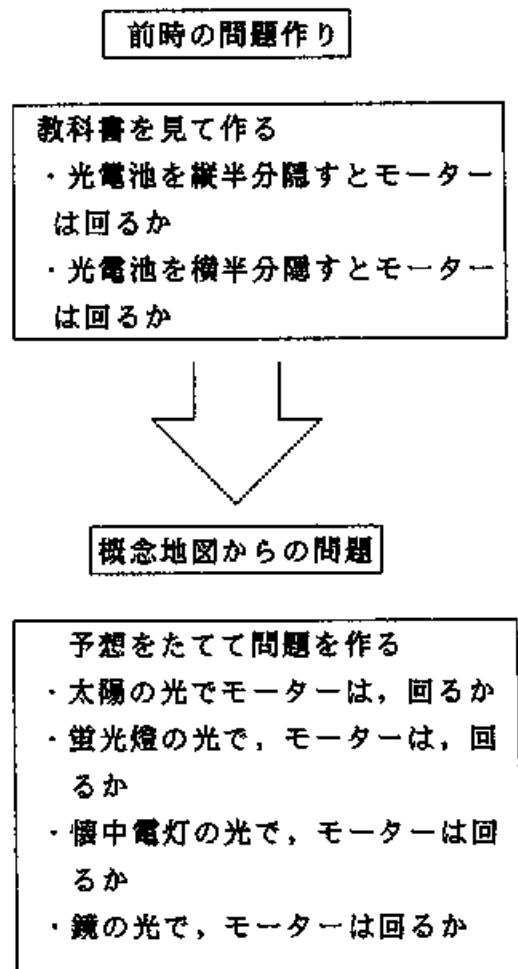 前時の問題作り
教科書を見て作る
・光電池を縦半分隠すとモーター
は回るか
・光電池を横半分隠すとモーター
は回るか
概念地図からの問題
予想をたてて問題を作る
・太陽の光でモーターは，回るか
・蛍光燈の光で，モーターは，回
るか
・懐中電灯の光で，モーターは回
るか
・鏡の光で，モーターは回るか